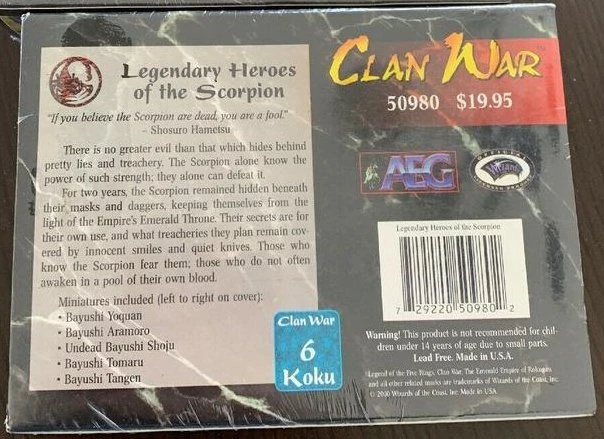 Legendary Heroes
of the Scorpion
"If you believe the Scorpion are dead, you are a fool."
– Shosuro Hametsu
There is no greater evil than that which hides behind
pretty lies and treachery. The Scorpion alone know the
power of such strength; they alone can defeat it.
For two years, the Scorpion remained hidden beneath
their masks and daggers, keeping themselves from the
light of the Empire's Emerald Throne. Their secrets are for
their own use, and what treacheries they plan remain cov-
ered by innocent smiles and quiet knives. Those who
know the Scorpion fear them; those who do not often
awaken in a pool of their own blood.
Miniatures included (left to right on cover):
• Bayushi Yoquan
• Bayushi Aramoro
• Undead Bayushi Shoju
• Bayushi Tomaru
• Bayushi Tangen
Clan War
6
Koku
CLAN WAR
50980 $19.95
AEG
Wizards
Legendary Heroes of the Scorpion
7 29220 50980 2
Warning! This product is not recommended for chil-
dren under 14 years of age due to small parts.
Lead Free. Made in U.S.A.
Legend of the Five Rings, Clan War, The Emerald Empire of Rokugan
and all other related marks are trademarks of Wizards of the Coast, Inc.
© 2000 Wizards of the Coast, Inc. Made in USA